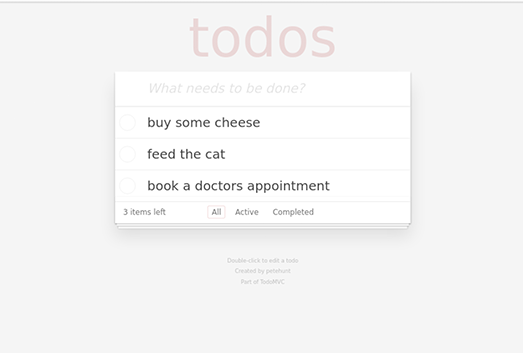 todos
What needs to be done?
buy some cheese
feed the cat
book a doctors appointment
3 items left All Active Completed
Double-click to edit a todo
Created by petehunt
Part of TodoMVC